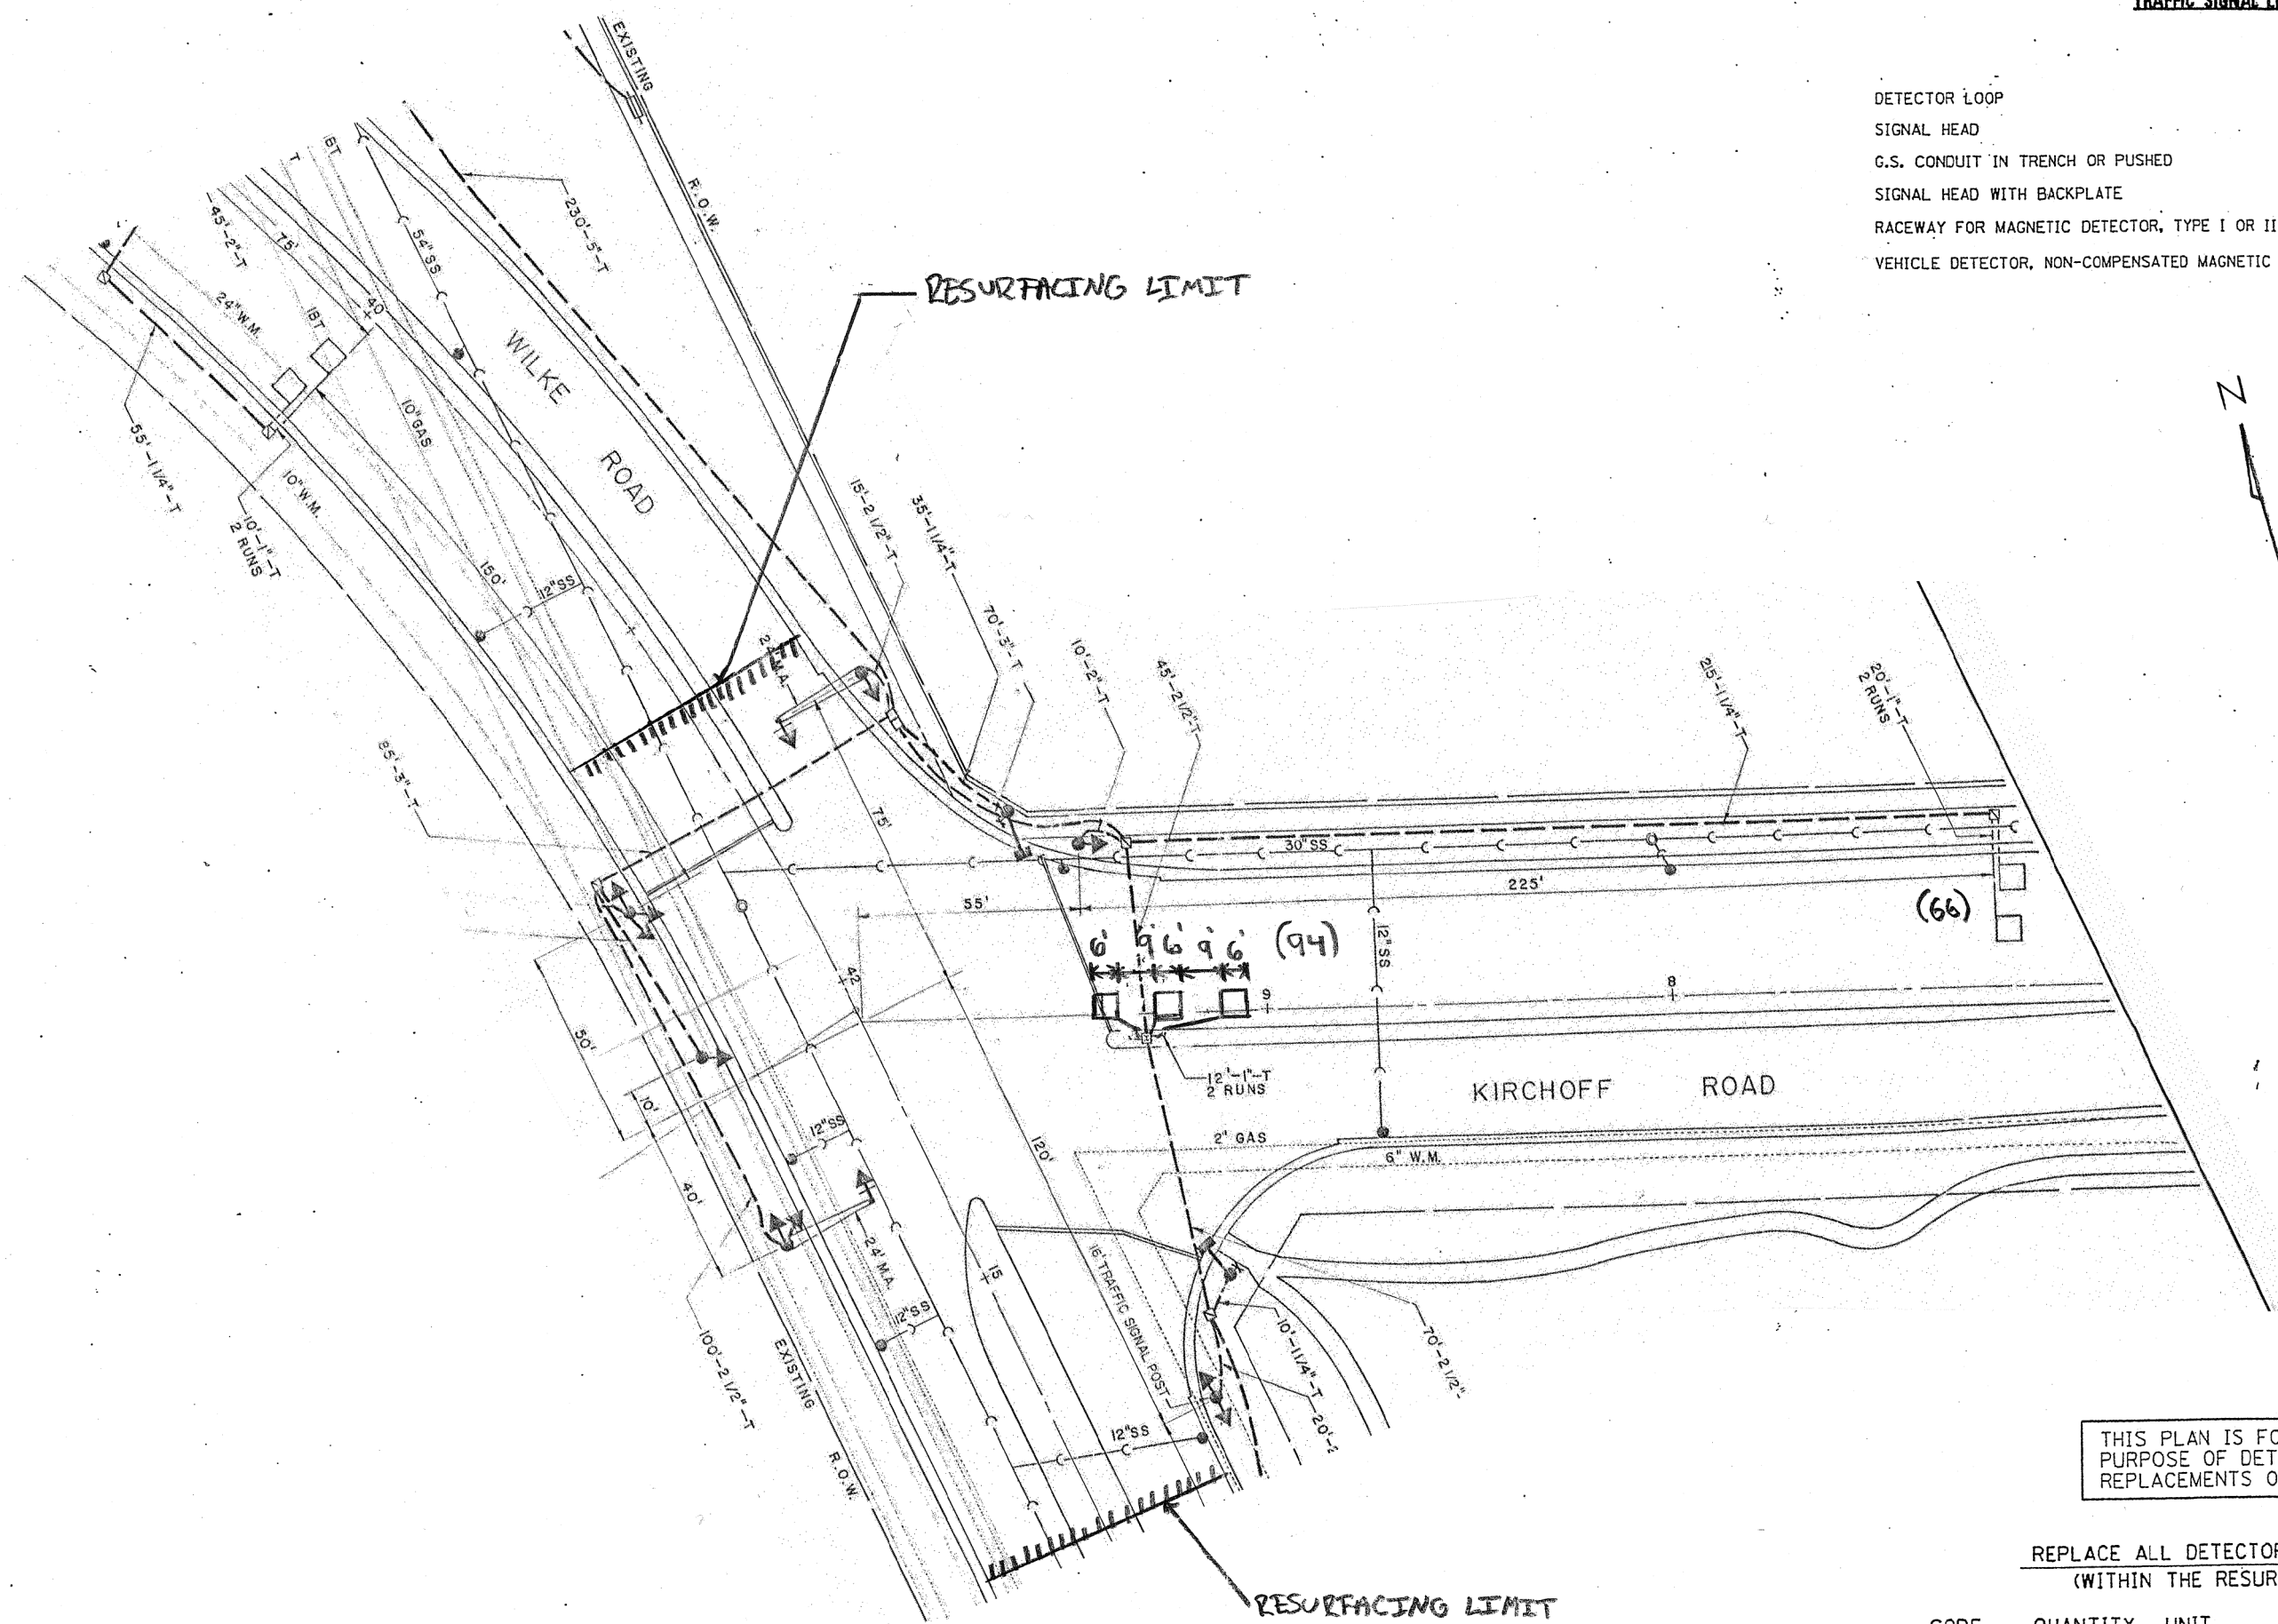 DETECTOR LOOP
SIGNAL HEAD
G.S. CONDUIT IN TRENCH OR PUSHED
SIGNAL HEAD WITH BACKPLATE
RACEWAY FOR MAGNETIC DETECTOR, TYPE I OR II
VEHICLE DETECTOR, NON-COMPENSATED MAGNETIC
TRAFFIC SIGNAL
EXISTING
R.O.W.
T
IBT
54"SS
230'-5"-T
45'-2"-T
75'
24" W.M.
IBT
40
RESURFACING LIMIT
WILKE
ROAD
10" GAS
55'-1 1/4"-T
10" W.M.
10'-1"-T
2 RUNS
150'
12"SS
15'-2 1/2"-T
35'-1 1/4"-T
70'-3"-T
10'-2"-T
45'-2 1/2"-T
215'-1 1/4"-T
20'-1"-T
2 RUNS
N
85'-3"-T
75'
30"SS
225'
55'
(66)
6' 9' 6' 9' 6' (94)
12"SS
42
9
8
50'
10'
12'-1"-T
2 RUNS
KIRCHOFF ROAD
2" GAS
6" W.M.
12"SS
120'
40'
24' M.A.
15
16' TRAFFIC SIGNAL POST
12"SS
100'-2 1/2"-T
EXISTING
R.O.W.
10'-1 1/4"-T
70'-2 1/2"-
12"SS
RESURFACING LIMIT
THIS PLAN IS
PURPOSE OF
REPLACEMENTS
REPLACE ALL
(WITHIN THE
CODE QUANTITY UNIT